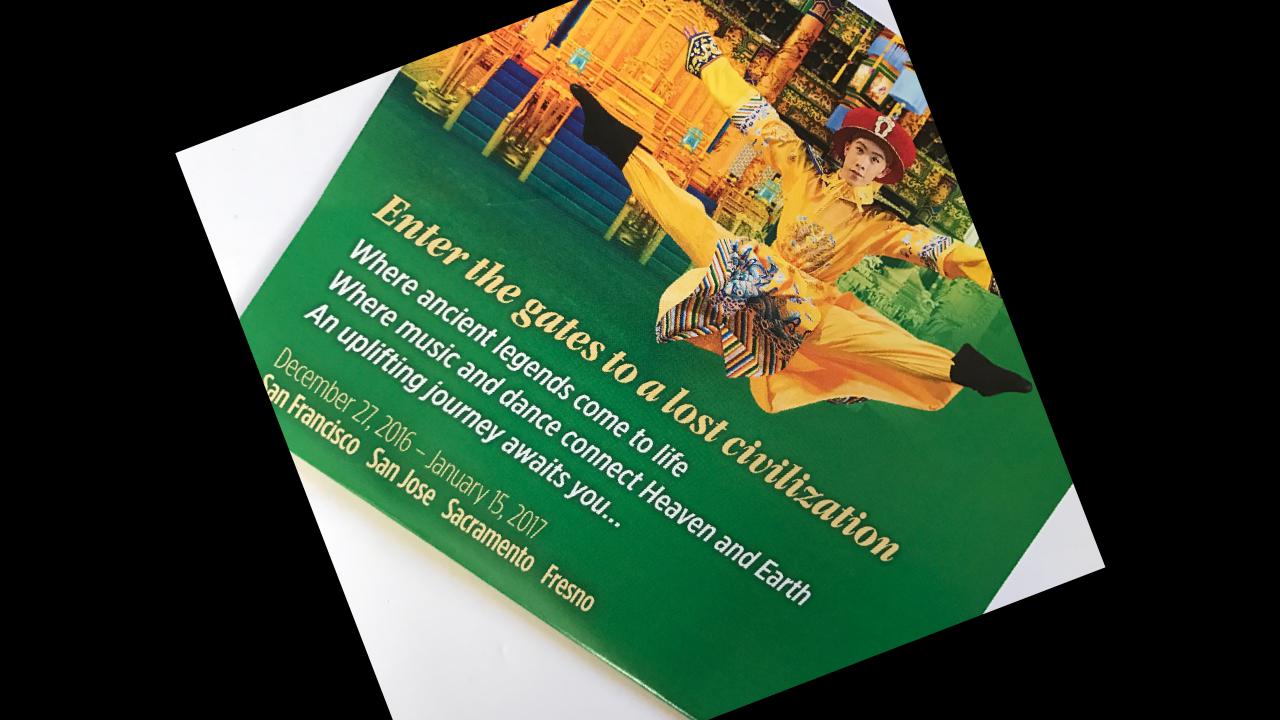 Enter the gates to a lost civilization
Where ancient legends come to life
Where music and dance connect Heaven and Earth
An uplifting journey awaits you...
December 27, 2016 – January 15, 2017
San Francisco San Jose Sacramento Fresno